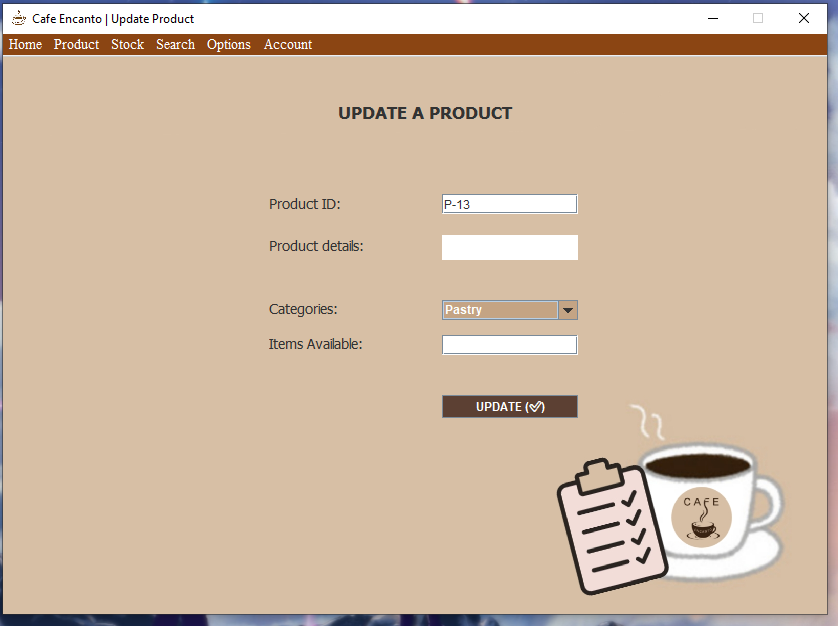 Cafe Encanto | Update Product
Home Product Stock Search Options Account
UPDATE A PRODUCT
Product ID: P-13
Product details:
Categories: Pastry
Items Available:
UPDATE (✓)
CAFE